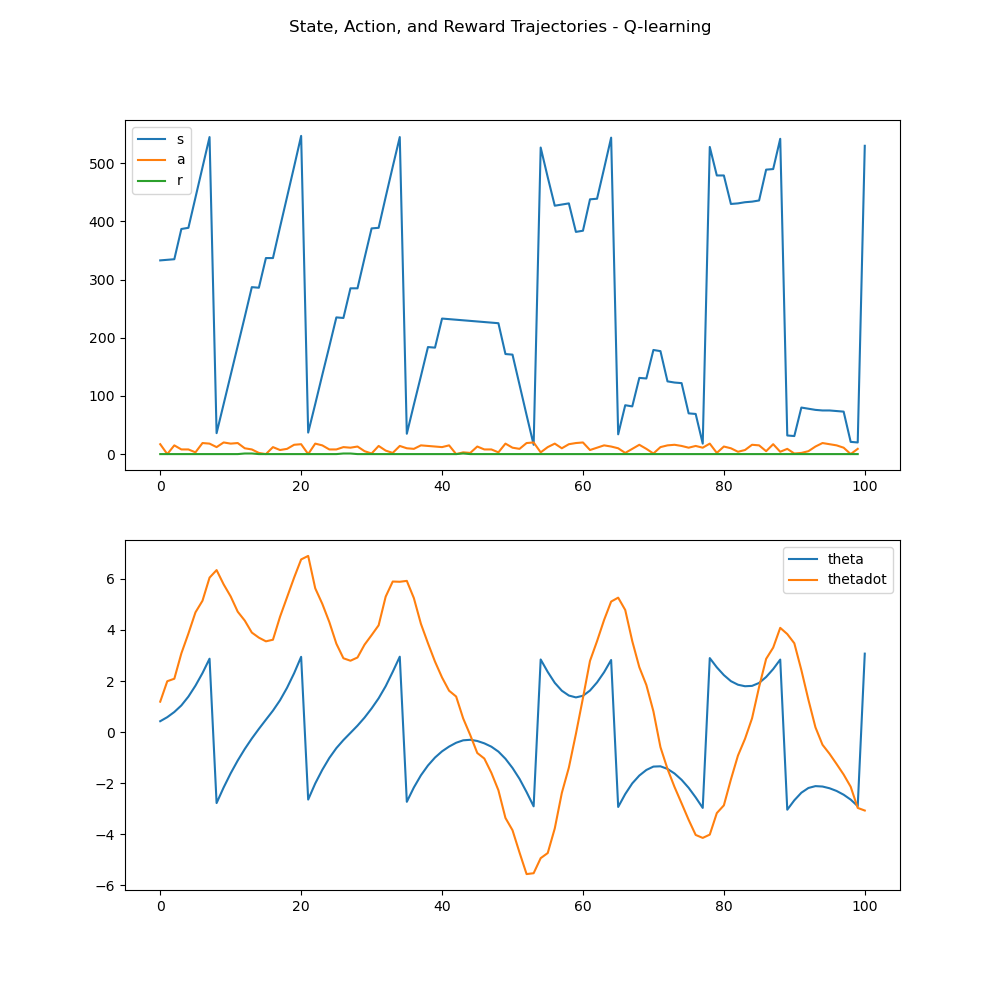 State, Action, and Reward Trajectories - Q-learning
s
a
r
500
400
300
200
100
0
0 20 40 60 80 100
theta
thetadot
6
4
2
0
−2
−4
−6
0 20 40 60 80 100